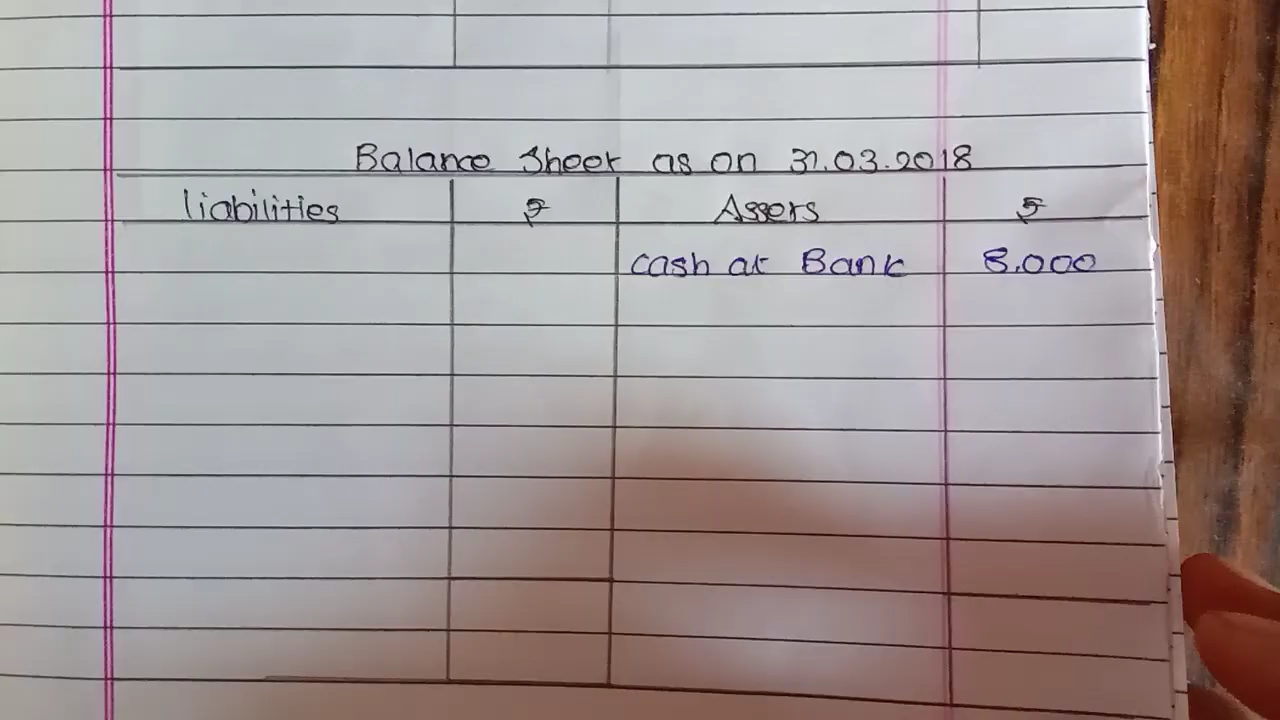 Balance Sheet as on 31.03.2018
liabilities ₹ Assets ₹
cash at Bank 8,000